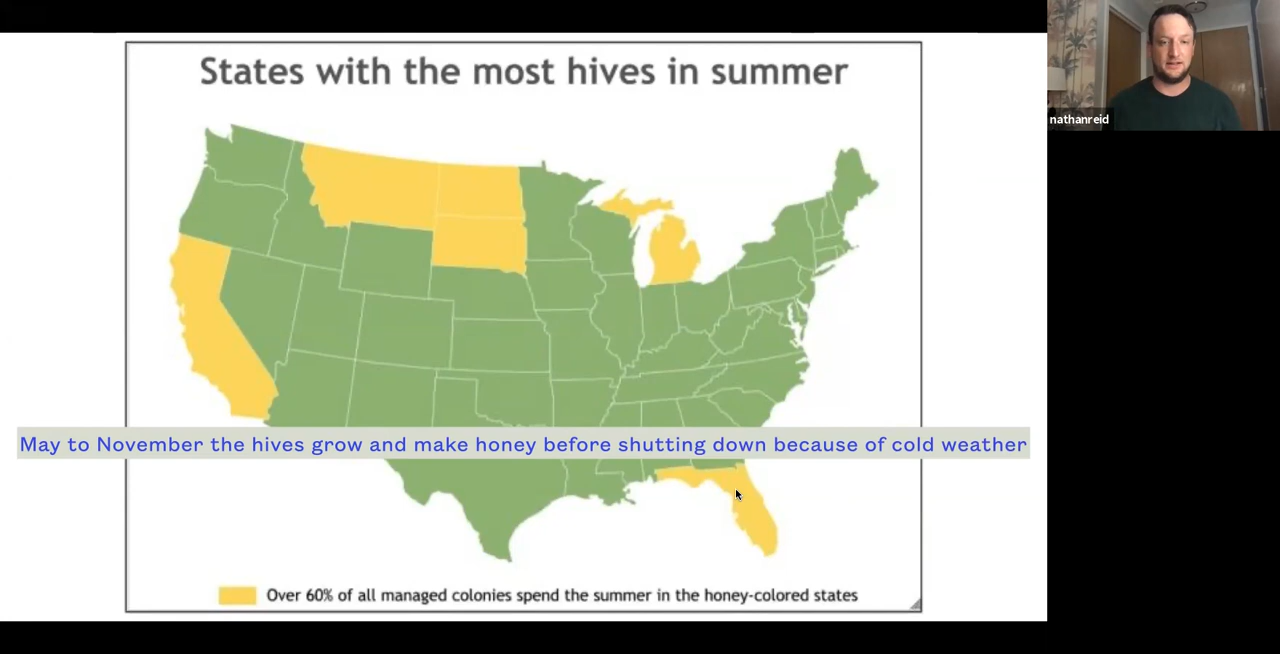 States with the most hives in summer
nathanreid
May to November the hives grow and make honey before shutting down because of cold weather
Over 60% of all managed colonies spend the summer in the honey-colored states